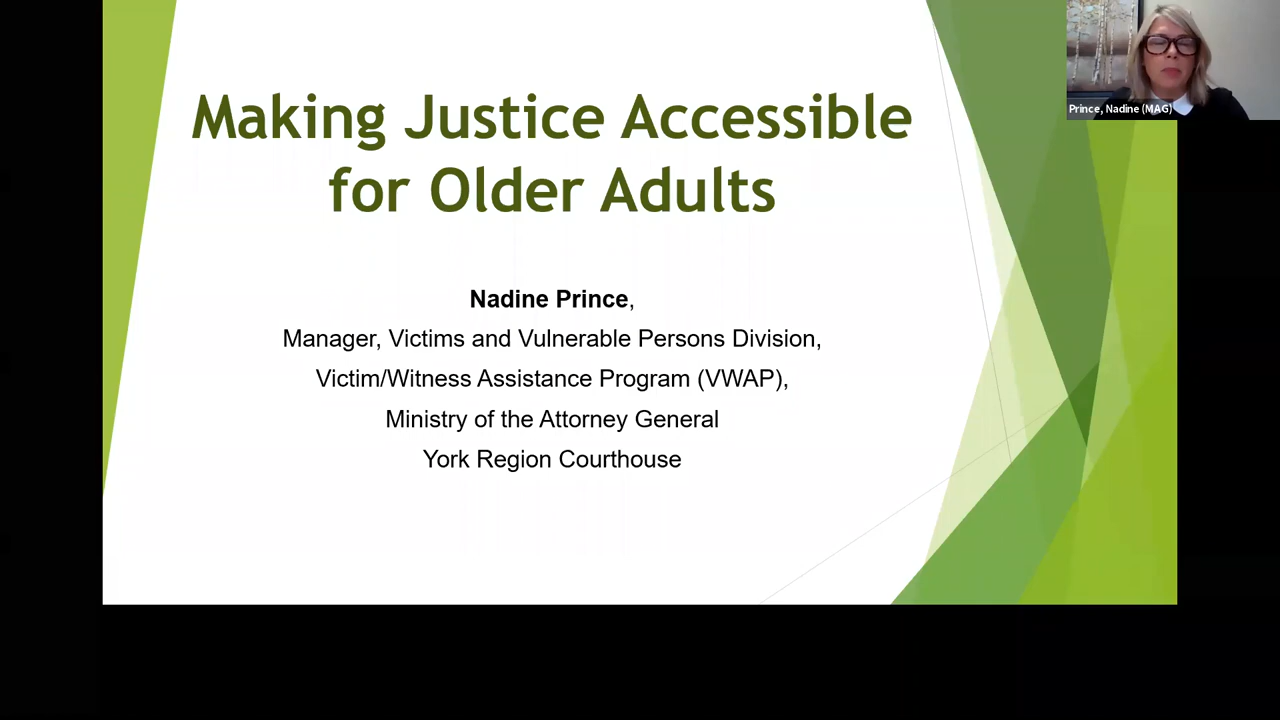 Making Justice Accessible
for Older Adults
Nadine Prince,
Manager, Victims and Vulnerable Persons Division,
Victim/Witness Assistance Program (VWAP),
Ministry of the Attorney General
York Region Courthouse
Prince, Nadine (MAG)